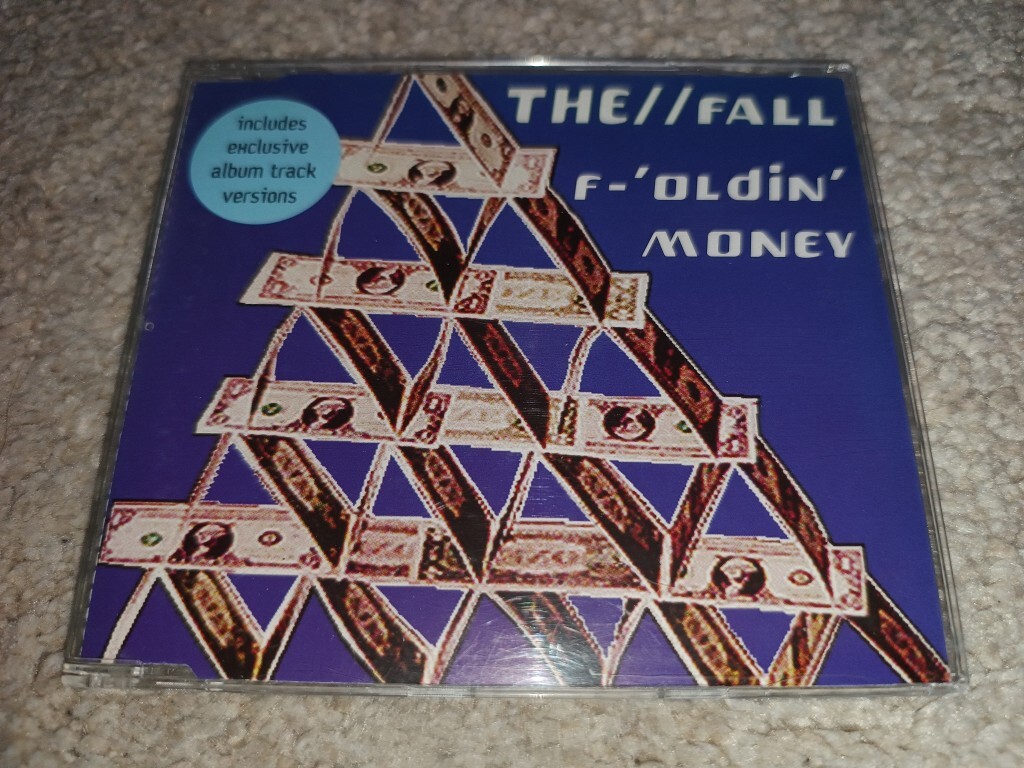 includes
exclusive
album track
versions
THE//FALL
F-'OLdiN'
MONEY